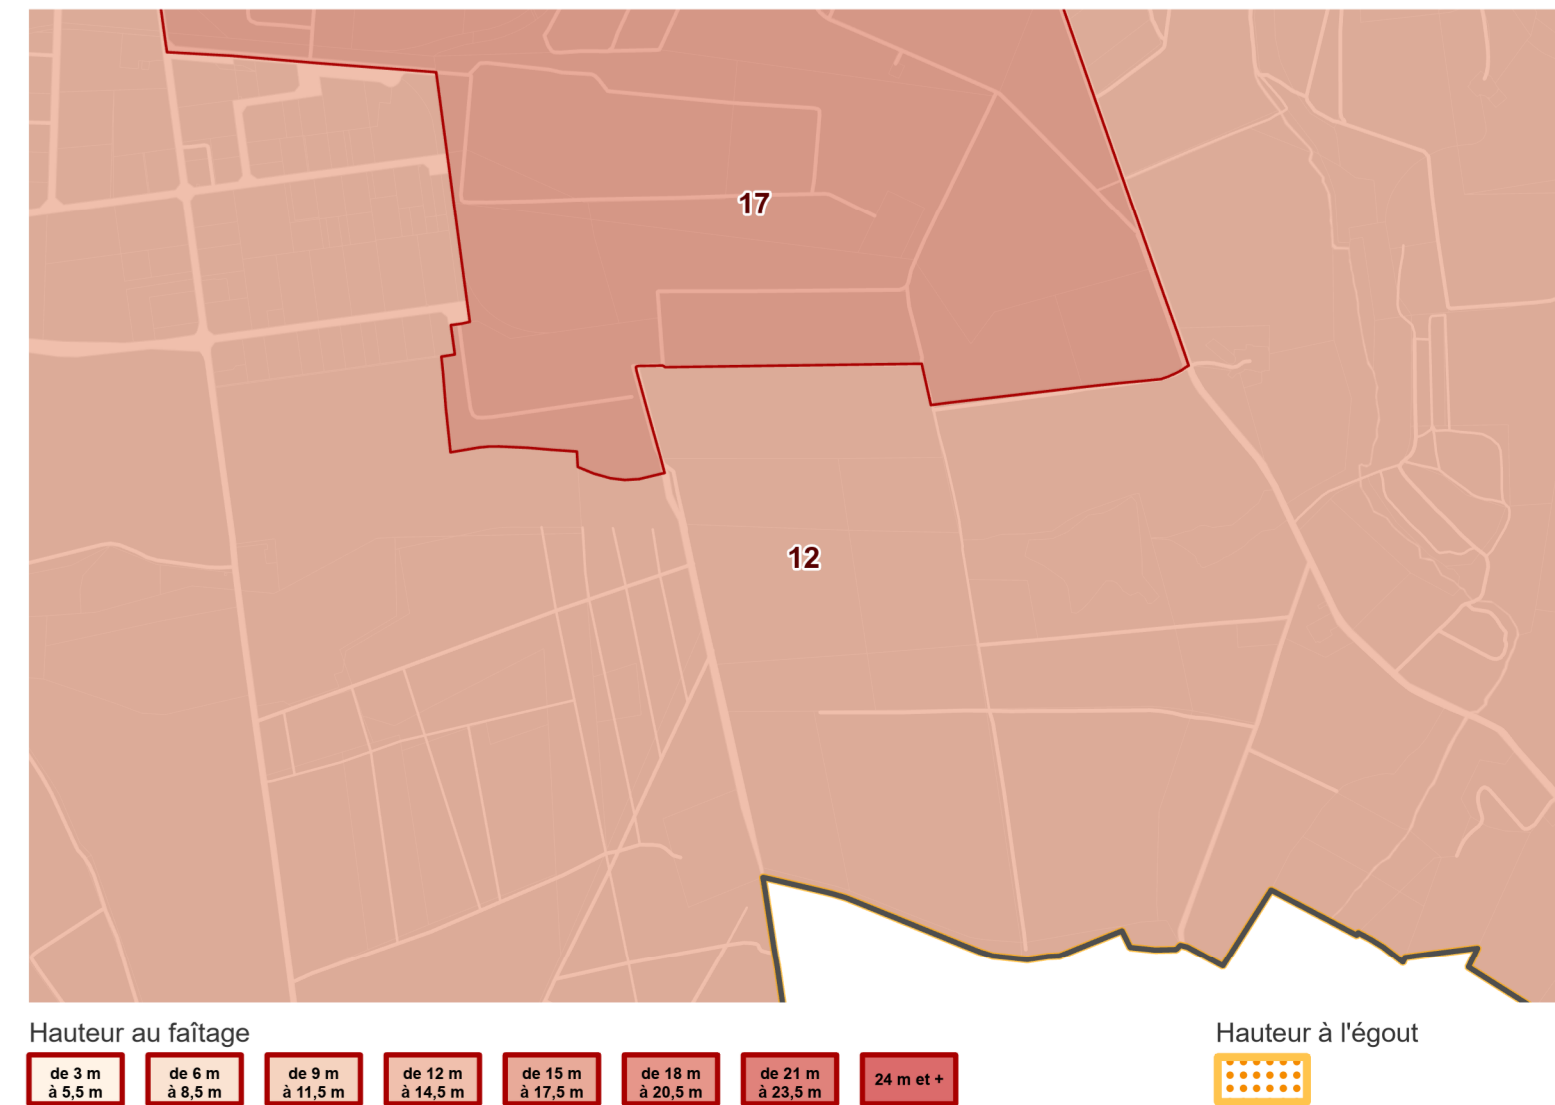 17
12
Hauteur au faîtage
Hauteur à l'égout
de 3 m
à 5,5 m
de 6 m
à 8,5 m
de 9 m
à 11,5 m
de 12 m
à 14,5 m
de 15 m
à 17,5 m
de 18 m
à 20,5 m
de 21 m
à 23,5 m
24 m et +